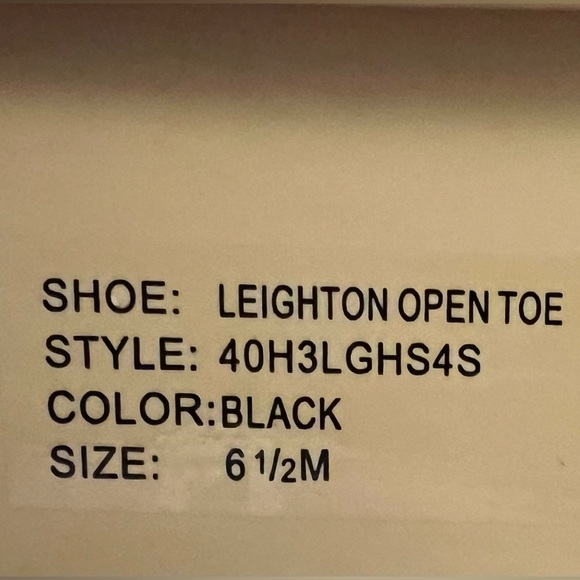 SHOE: LEIGHTON OPEN TOE
STYLE: 40H3LGHS4S
COLOR:BLACK
SIZE: 6 1/2M